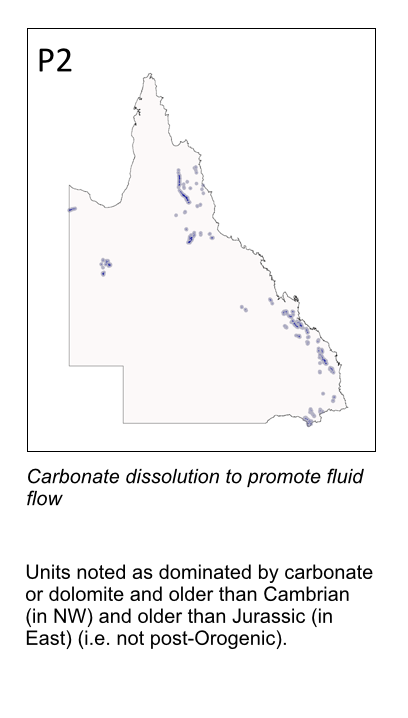 P2
Carbonate dissolution to promote fluid
flow
Units noted as dominated by carbonate
or dolomite and older than Cambrian
(in NW) and older than Jurassic (in
East) (i.e. not post-Orogenic).